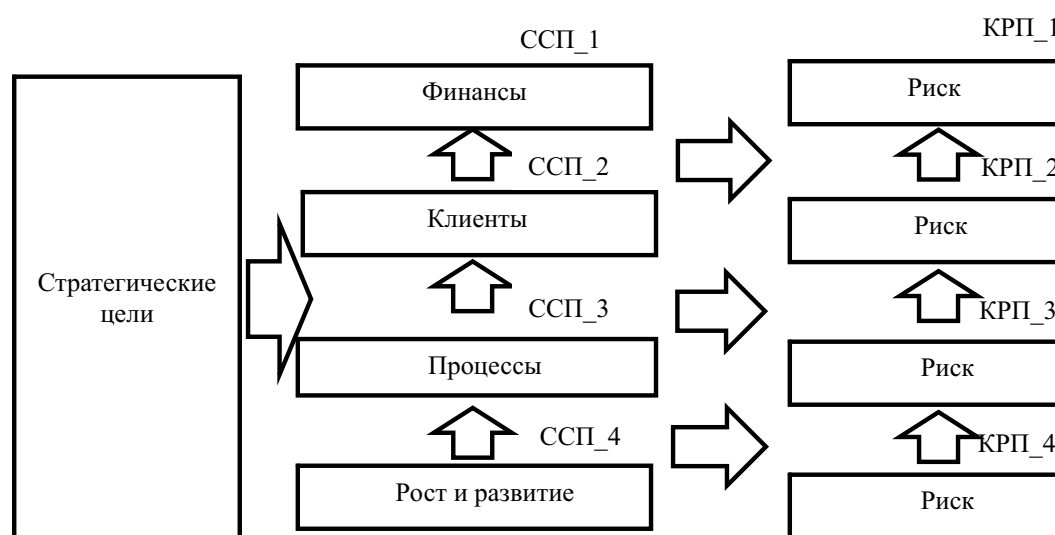 ССП_1
КРП_1
Финансы
Риск
ССП_2
КРП_2
Клиенты
Риск
Стратегические
цели
ССП_3
КРП_3
Процессы
Риск
ССП_4
КРП_4
Рост и развитие
Риск